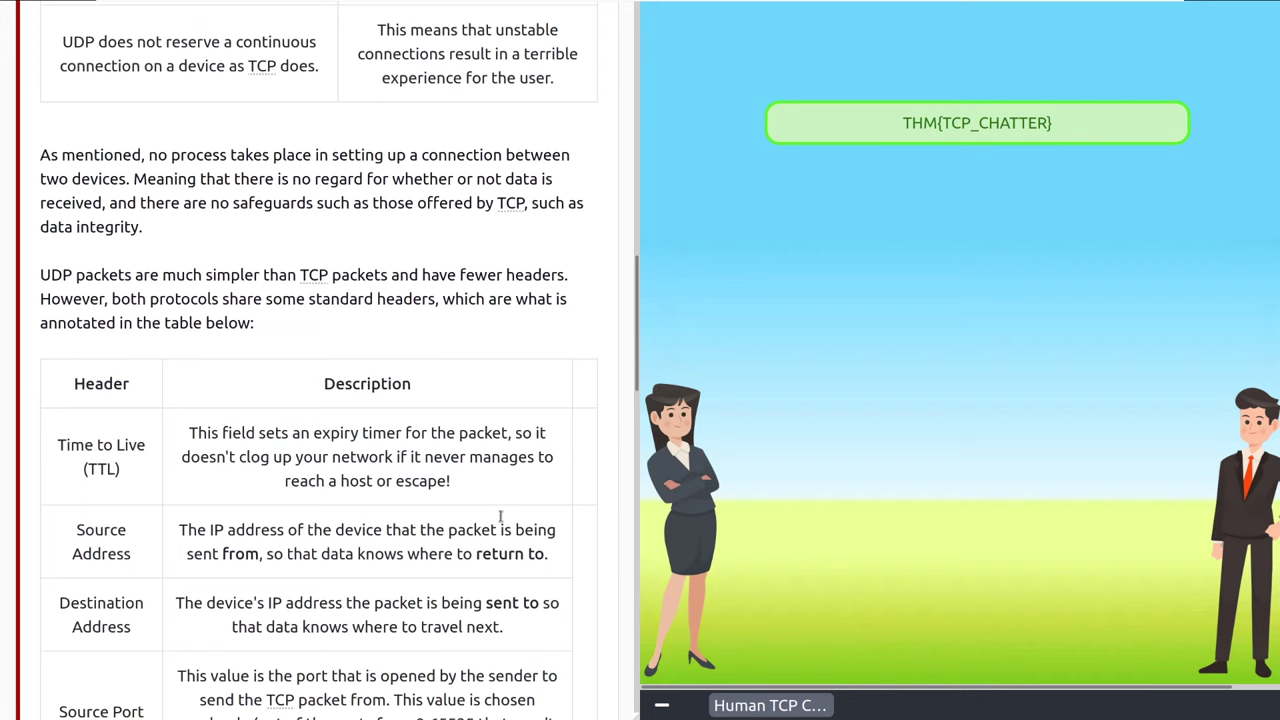 UDP does not reserve a continuous
connection on a device as TCP does.
This means that unstable
connections result in a terrible
experience for the user.
As mentioned, no process takes place in setting up a connection between
two devices. Meaning that there is no regard for whether or not data is
received, and there are no safeguards such as those offered by TCP, such as
data integrity.
UDP packets are much simpler than TCP packets and have fewer headers.
However, both protocols share some standard headers, which are what is
annotated in the table below:
Header
Description
Time to Live
(TTL)
This field sets an expiry timer for the packet, so it
doesn't clog up your network if it never manages to
reach a host or escape!
Source
Address
The IP address of the device that the packet is being
sent from, so that data knows where to return to.
Destination
Address
The device's IP address the packet is being sent to so
that data knows where to travel next.
Source Port
This value is the port that is opened by the sender to
send the TCP packet from. This value is chosen
THM{TCP_CHATTER}
Human TCP C...